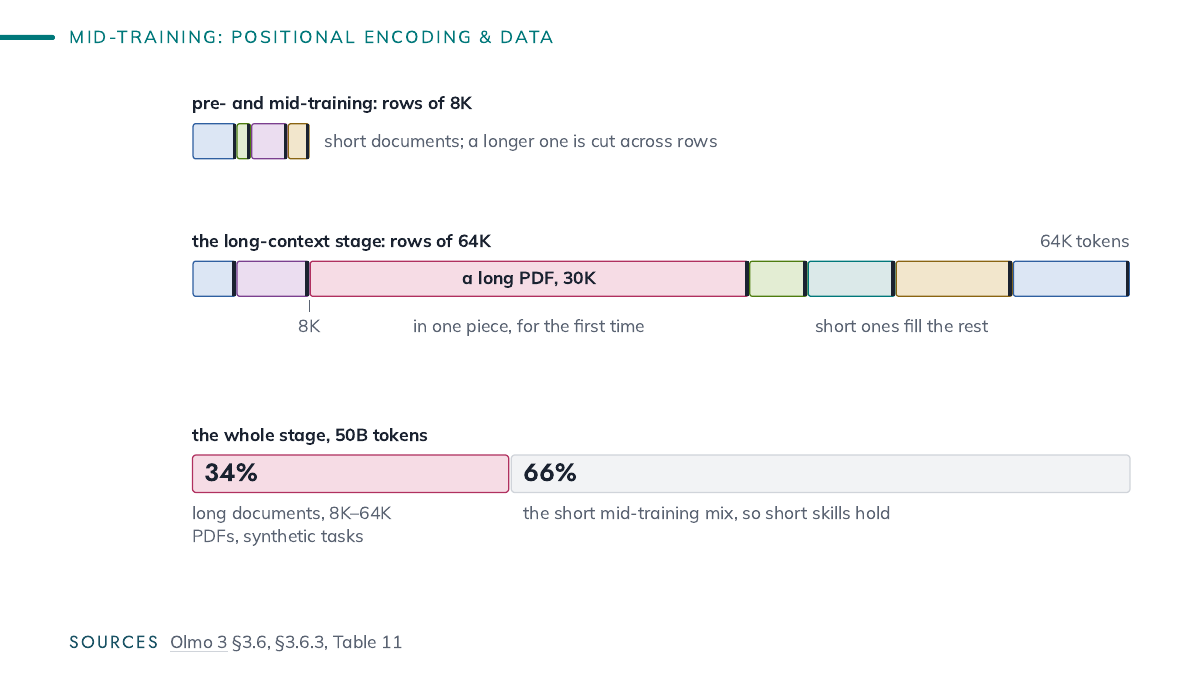 MID-TRAINING: POSITIONAL ENCODING & DATA
pre- and mid-training: rows of 8K
short documents; a longer one is cut across rows
the long-context stage: rows of 64K
64K tokens
a long PDF, 30K
8K
in one piece, for the first time
short ones fill the rest
the whole stage, 50B tokens
34%
66%
long documents, 8K–64K
PDFs, synthetic tasks
the short mid-training mix, so short skills hold
SOURCES Olmo 3 §3.6, §3.6.3, Table 11